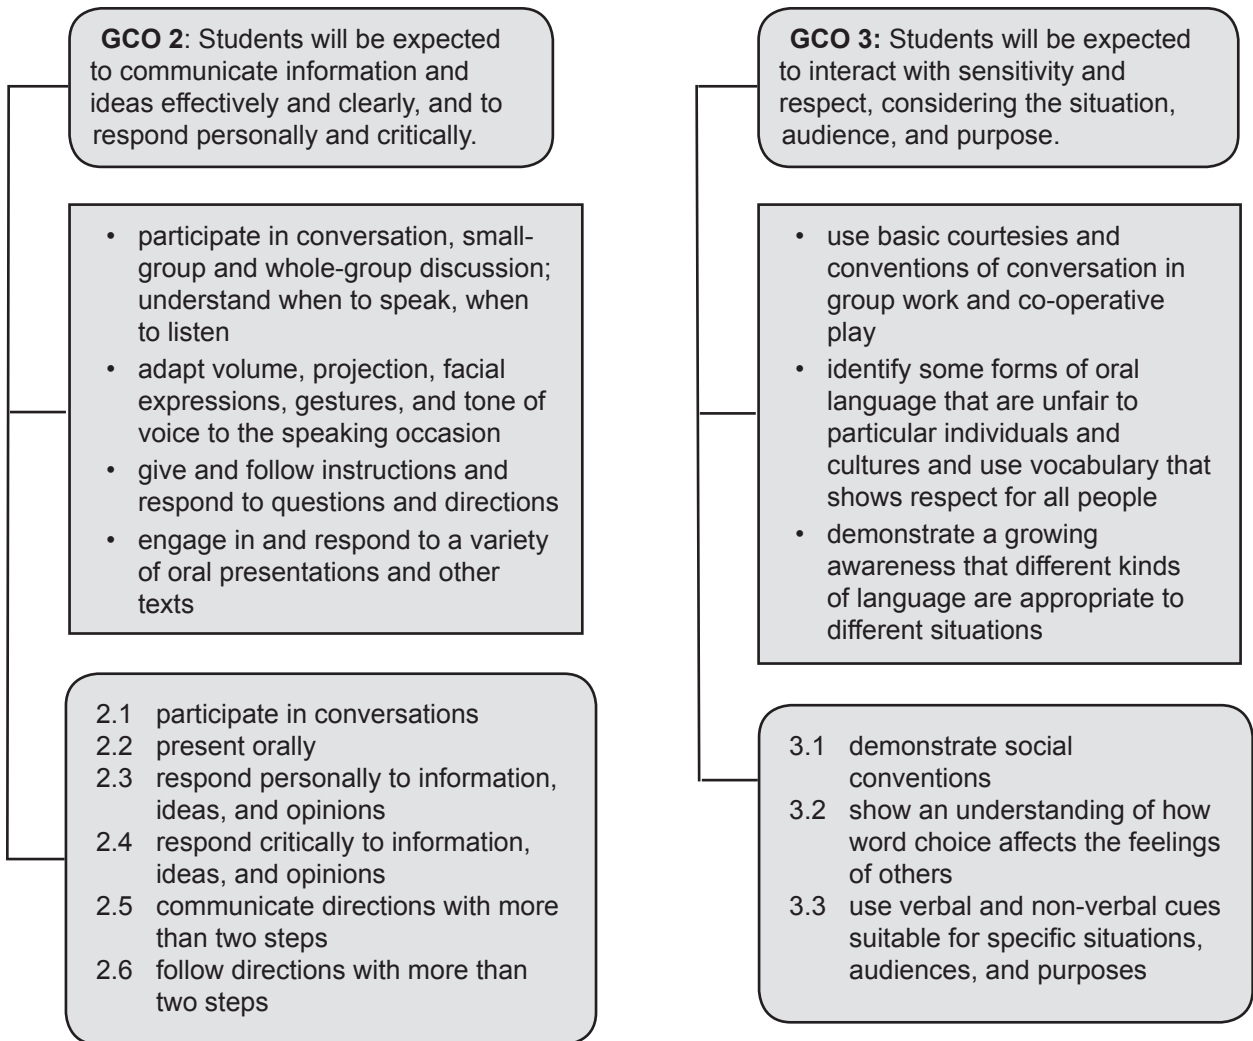 GCO 2: Students will be expected
to communicate information and
ideas effectively and clearly, and to
respond personally and critically.
• participate in conversation, small-
group and whole-group discussion;
understand when to speak, when
to listen
• adapt volume, projection, facial
expressions, gestures, and tone of
voice to the speaking occasion
• give and follow instructions and
respond to questions and directions
• engage in and respond to a variety
of oral presentations and other
texts
2.1 participate in conversations
2.2 present orally
2.3 respond personally to information,
ideas, and opinions
2.4 respond critically to information,
ideas, and opinions
2.5 communicate directions with more
than two steps
2.6 follow directions with more than
two steps
GCO 3: Students will be expected
to interact with sensitivity and
respect, considering the situation,
audience, and purpose.
• use basic courtesies and
conventions of conversation in
group work and co-operative
play
• identify some forms of oral
language that are unfair to
particular individuals and
cultures and use vocabulary that
shows respect for all people
• demonstrate a growing
awareness that different kinds
of language are appropriate to
different situations
3.1 demonstrate social
conventions
3.2 show an understanding of how
word choice affects the feelings
of others
3.3 use verbal and non-verbal cues
suitable for specific situations,
audiences, and purposes